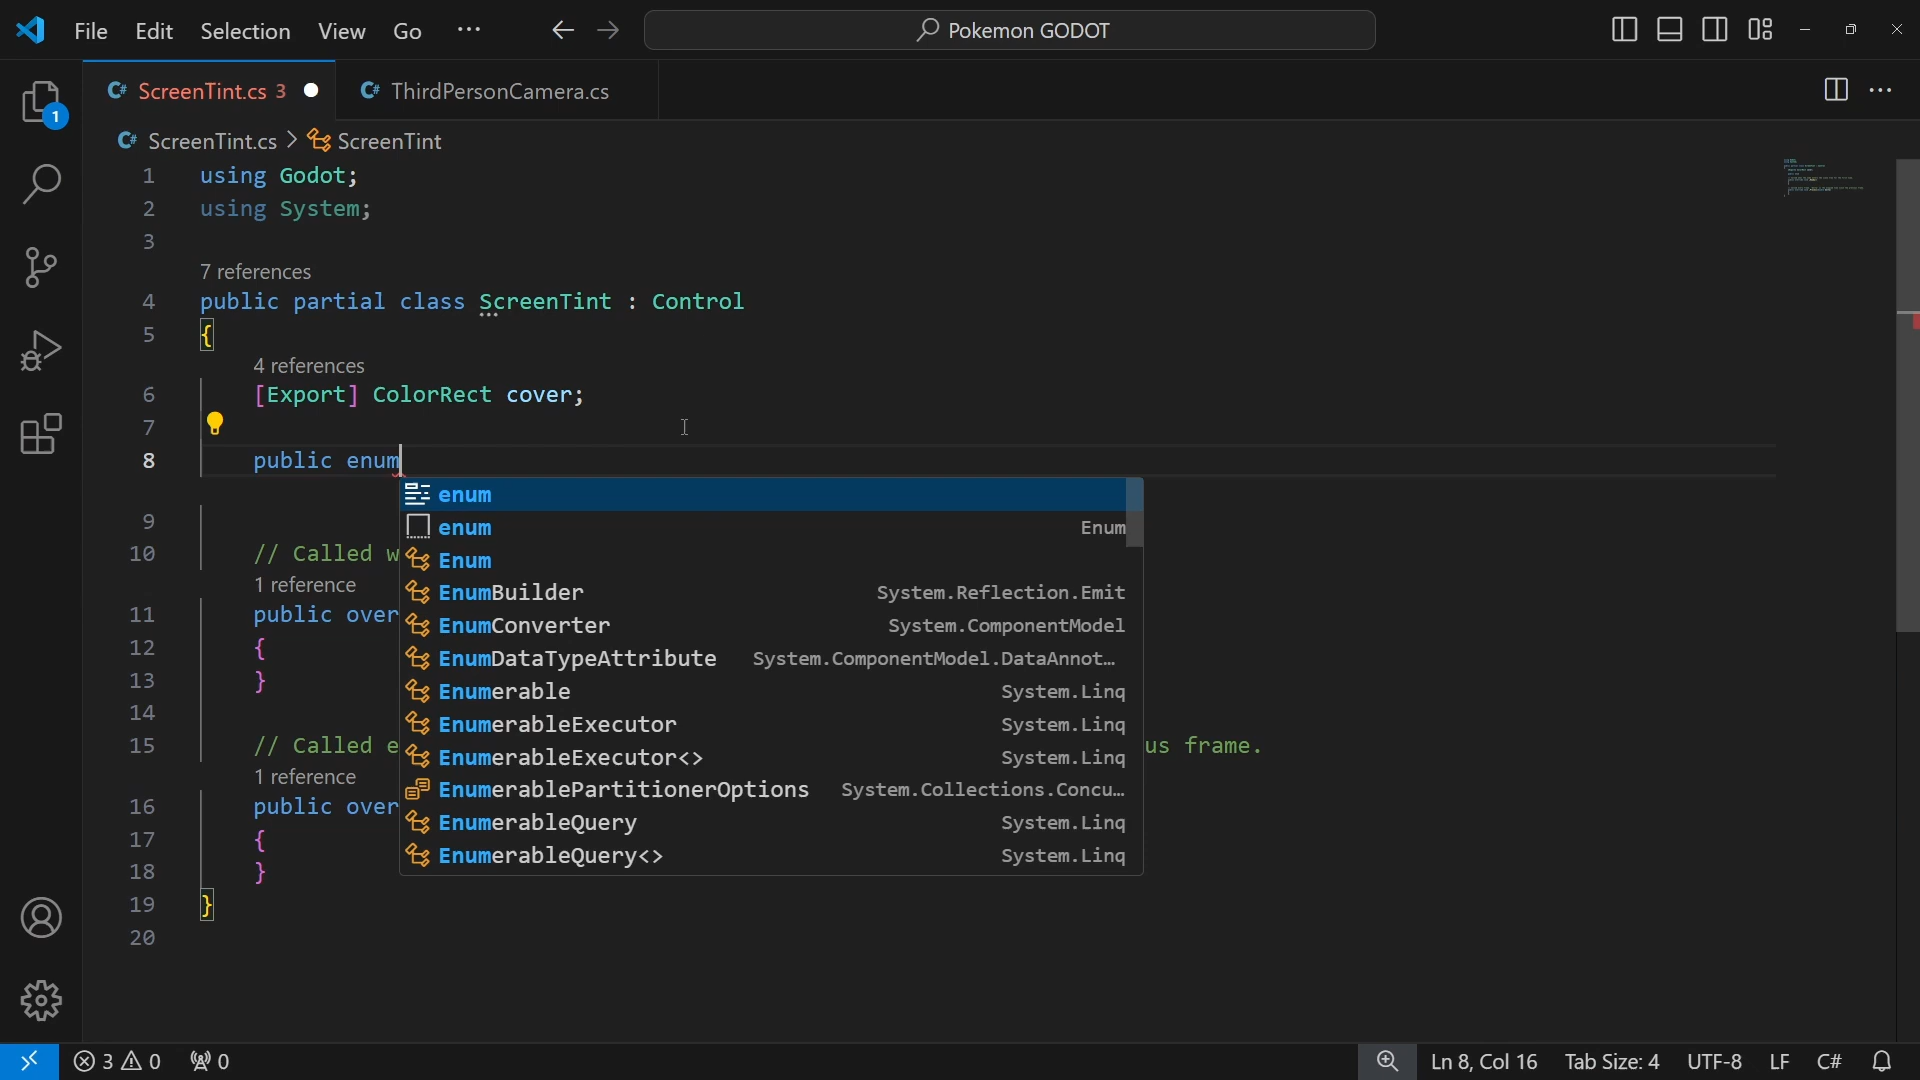 File Edit Selection View Go ··· Pokemon GODOT
C# ScreenTint.cs 3 C# ThirdPersonCamera.cs
1
C# ScreenTint.cs > ScreenTint
1 using Godot;
2 using System;
3
7 references
4 public partial class ScreenTint : Control
5 {
4 references
6 [Export] ColorRect cover;
7
8 public enum
enum
9
enum Enum
10 // Called w
Enum
1 reference
EnumBuilder System.Reflection.Emit
11 public over
EnumConverter System.ComponentModel
12 {
EnumDataTypeAttribute System.ComponentModel.DataAnnot…
13 }
Enumerable System.Linq
14
EnumerableExecutor System.Linq
15 // Called e us frame.
EnumerableExecutor<> System.Linq
1 reference
EnumerablePartitionerOptions System.Collections.Concu…
16 public over
EnumerableQuery System.Linq
17 {
EnumerableQuery<> System.Linq
18 }
19 }
20
3 0 0 Ln 8, Col 16 Tab Size: 4 UTF-8 LF C#